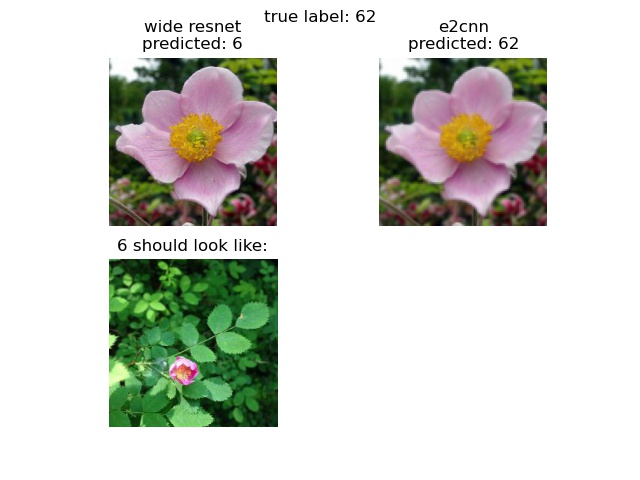 true label: 62
wide resnet
predicted: 6
e2cnn
predicted: 62
6 should look like: